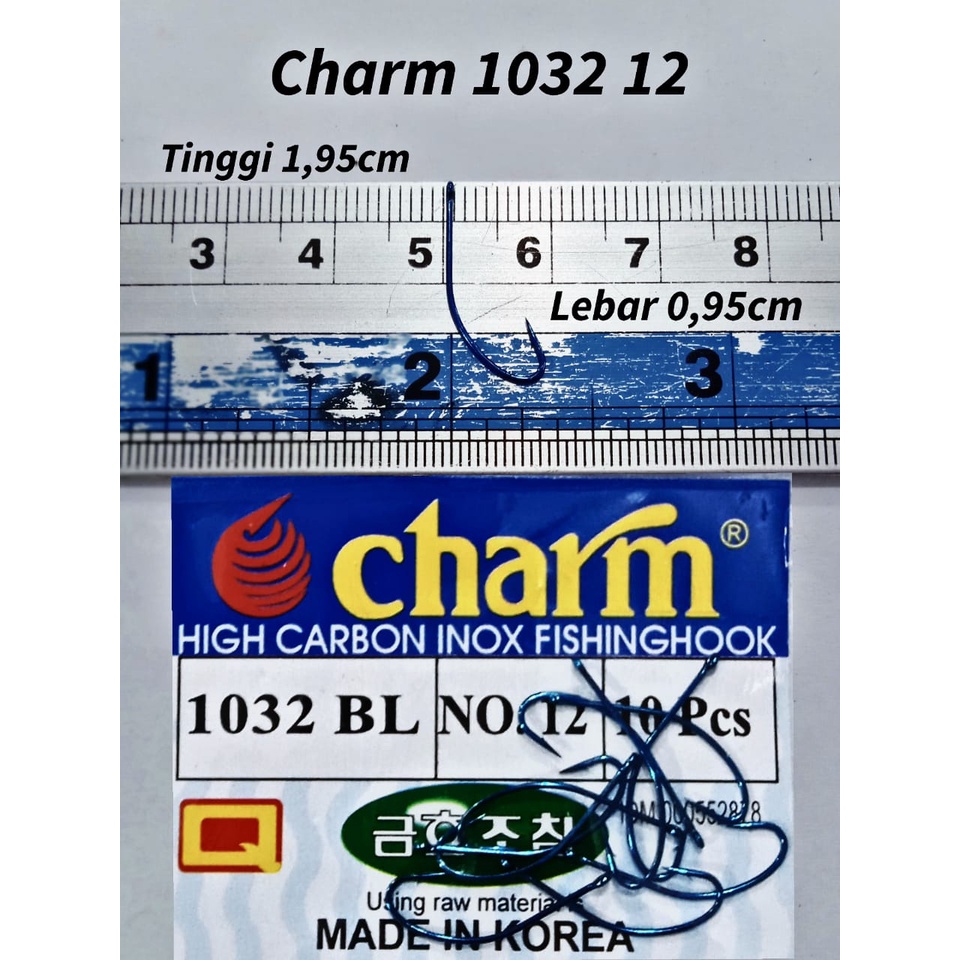 Charm 1032 12
Tinggi 1,95cm
3 4 5 6 7 8
Lebar 0,95cm
1 2 3
charm®
HIGH CARBON INOX FISHINGHOOK
1032 BL NO. 12 10 Pcs
Q
금호조침
Using raw materials
MADE IN KOREA